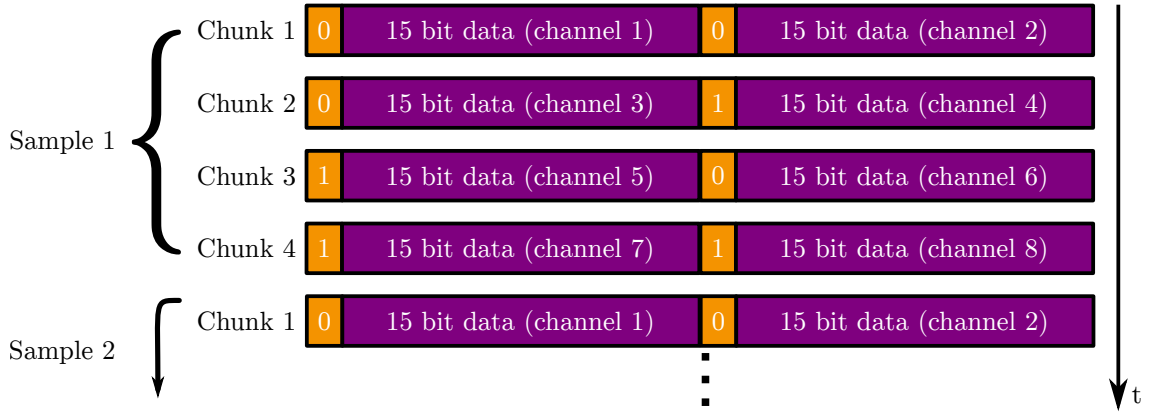 Chunk 1 0 15 bit data (channel 1) 0 15 bit data (channel 2)
Chunk 2 0 15 bit data (channel 3) 1 15 bit data (channel 4)
Sample 1
Chunk 3 1 15 bit data (channel 5) 0 15 bit data (channel 6)
Chunk 4 1 15 bit data (channel 7) 1 15 bit data (channel 8)
Chunk 1 0 15 bit data (channel 1) 0 15 bit data (channel 2)
Sample 2
t